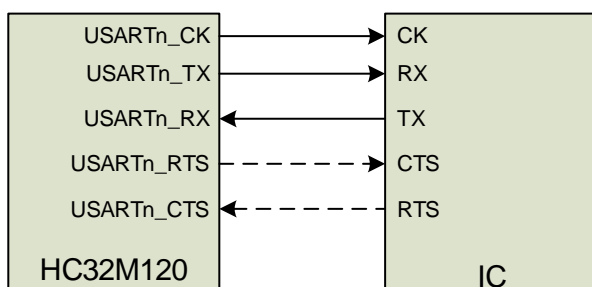 USARTn_CK CK
USARTn_TX RX
USARTn_RX TX
USARTn_RTS CTS
USARTn_CTS RTS
HC32M120 IC